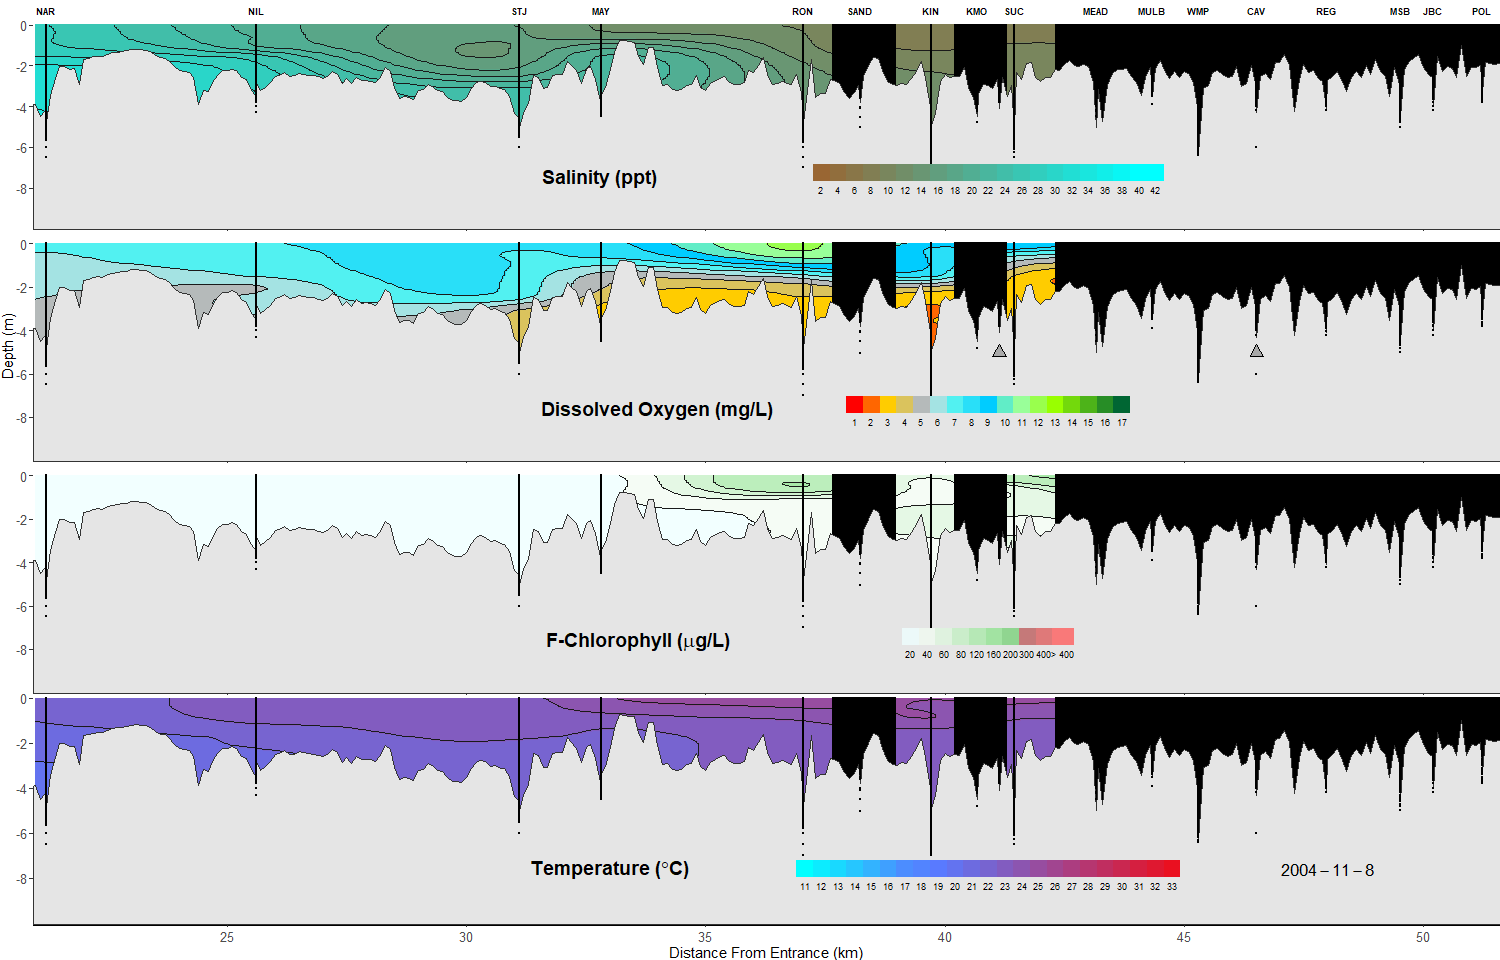 NAR NIL STJ MAY RON SAND KIN KMO SUC MEAD MULB WMP CAV REG MSB JBC POL
0
-2
-4
-6
-8
Salinity (ppt)
2 4 6 8 10 12 14 16 18 20 22 24 26 28 30 32 34 36 38 40 42
0
-2
-4
-6
-8
Dissolved Oxygen (mg/L)
1 2 3 4 5 6 7 8 9 10 11 12 13 14 15 16 17
Depth (m)
0
-2
-4
-6
-8
F-Chlorophyll (μg/L)
20 40 60 80 120 160 200 300 400 > 400
0
-2
-4
-6
-8
Temperature (°C)
11 12 13 14 15 16 17 18 19 20 21 22 23 24 25 26 27 28 29 30 31 32 33
2004 – 11 – 8
25 30 35 40 45 50
Distance From Entrance (km)